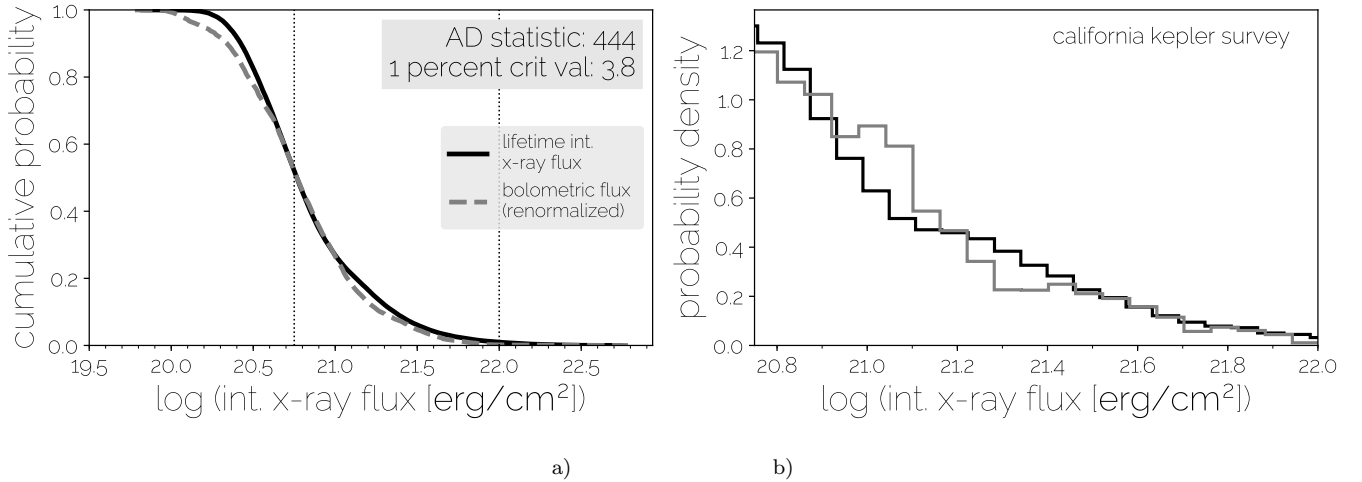 cumulative probability
1.0
0.8
0.6
0.4
0.2
0.0
AD statistic: 444
1 percent crit val: 3.8
lifetime int.
x-ray flux
bolometric flux
(renormalized)
19.5 20.0 20.5 21.0 21.5 22.0 22.5
log (int. x-ray flux [erg/cm²])
a)
probability density
1.2
1.0
0.8
0.6
0.4
0.2
0.0
california kepler survey
20.8 21.0 21.2 21.4 21.6 21.8 22.0
log (int. x-ray flux [erg/cm²])
b)